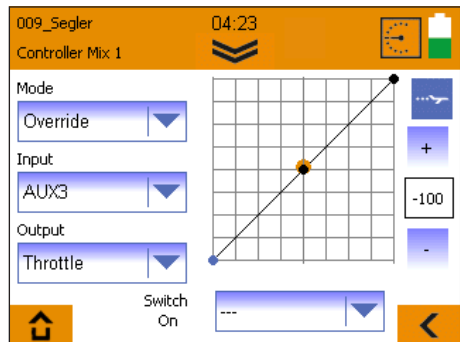 009_Segler
04:23
Controller Mix 1
Mode
Override
Input
AUX3
Output
Throttle
+
-100
-
Switch
On
---